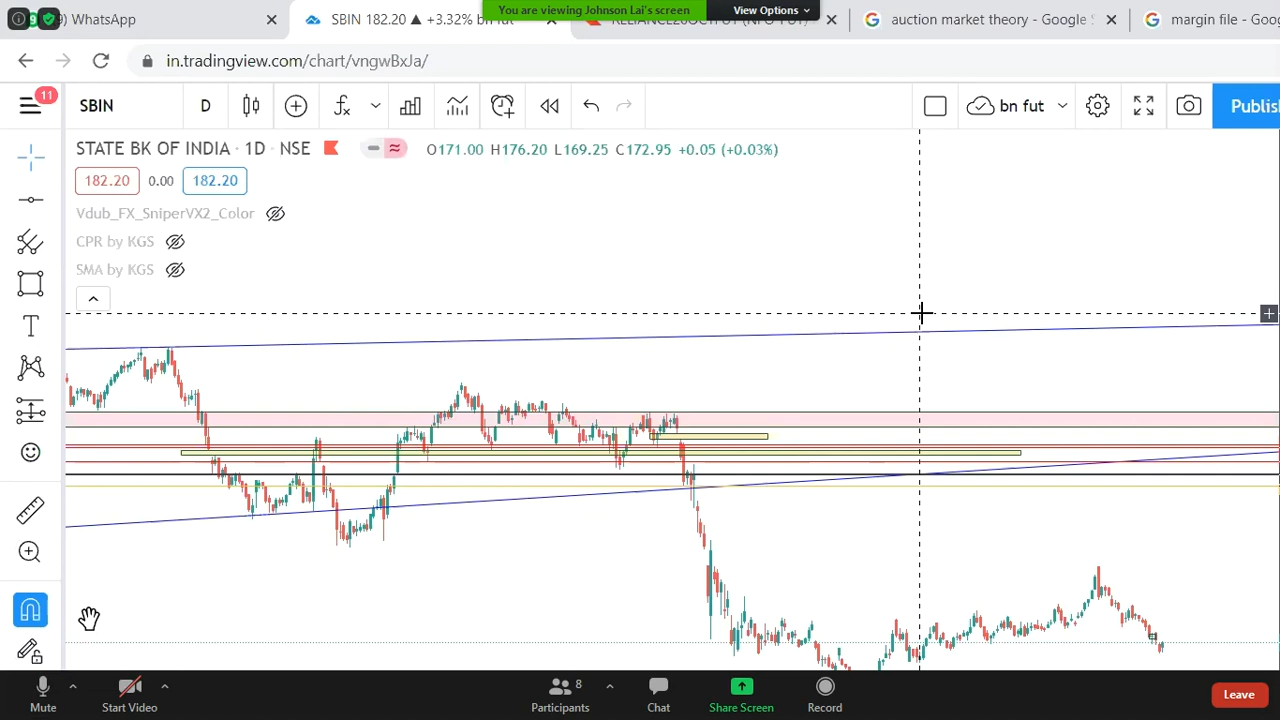 You are viewing Johnson Lai's screen
View Options
WhatsApp
SBIN 182.20 ▲ +3.32% bn fut
RELIANCE20OCTFUT (NFO-FUT)
auction market theory - Google S
margin file - Goo
in.tradingview.com/chart/vngwBxJa/
11
SBIN
D
bn fut
Publis
STATE BK OF INDIA · 1D · NSE
O171.00 H176.20 L169.25 C172.95 +0.05 (+0.03%)
182.20
0.00
182.20
Vdub_FX_SniperVX2_Color
CPR by KGS
SMA by KGS
T
8
Mute
Start Video
Participants
Chat
Share Screen
Record
Leave